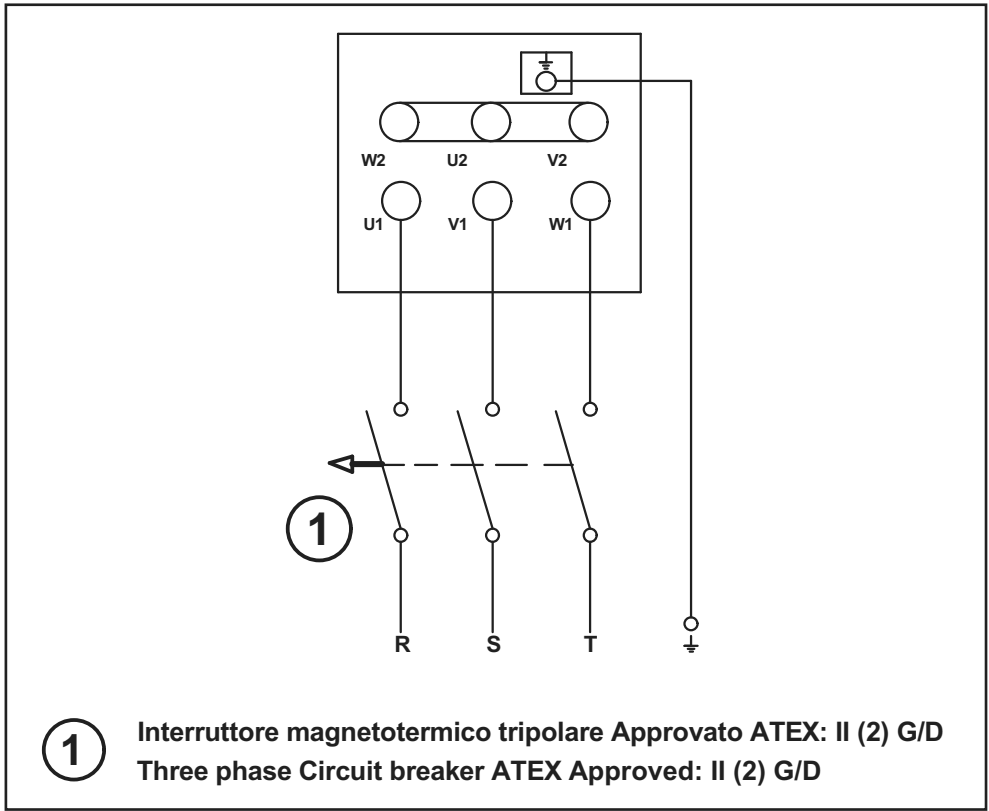 W2 U2 V2
U1 V1 W1
1
R S T
1
Interruttore magnetotermico tripolare Approvato ATEX: II (2) G/D
Three phase Circuit breaker ATEX Approved: II (2) G/D